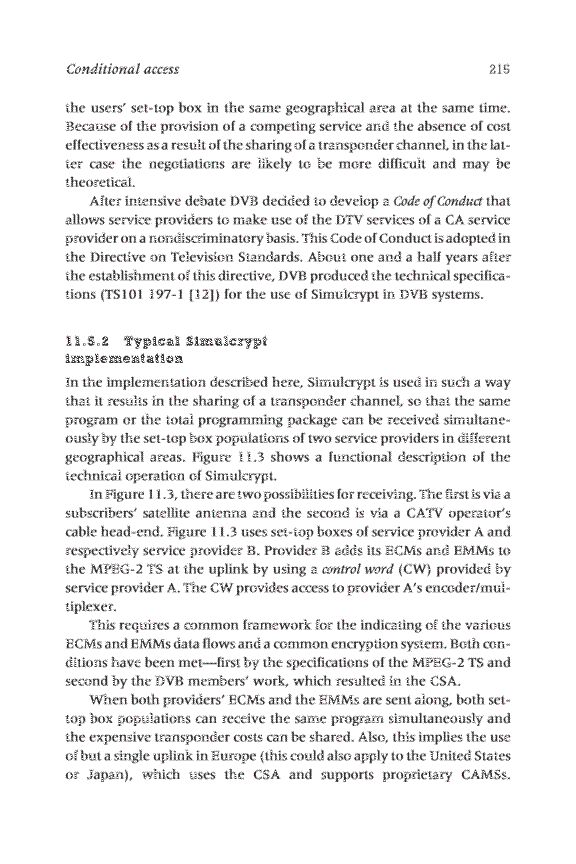 Conditional access 215
the users' set-top box in the same geographical area at the same time.
Because of the provision of a competing service and the absence of cost
effectiveness as a result of the sharing of a transponder channel, in the lat-
ter case the negotiations are likely to be more difficult and may be
theoretical.
After intensive debate DVB decided to develop a Code of Conduct that
allows service providers to make use of the DTV services of a CA service
provider on a nondiscriminatory basis. This Code of Conduct is adopted in
the Directive on Television Standards. About one and a half years after
the establishment of this directive, DVB produced the technical specifica-
tions (TS101 197-1 [12]) for the use of Simulcrypt in DVB systems.
11.5.2 Typical Simulcrypt
implementation
In the implementation described here, Simulcrypt is used in such a way
that it results in the sharing of a transponder channel, so that the same
program or the total programming package can be received simultane-
ously by the set-top box populations of two service providers in different
geographical areas. Figure 11.3 shows a functional description of the
technical operation of Simulcrypt.
In Figure 11.3, there are two possibilities for receiving. The first is via a
subscribers' satellite antenna and the second is via a CATV operator's
cable head-end. Figure 11.3 uses set-top boxes of service provider A and
respectively service provider B. Provider B adds its ECMs and EMMs to
the MPEG-2 TS at the uplink by using a control word (CW) provided by
service provider A. The CW provides access to provider A's encoder/mul-
tiplexer.
This requires a common framework for the indicating of the various
ECMs and EMMs data flows and a common encryption system. Both con-
ditions have been met—first by the specifications of the MPEG-2 TS and
second by the DVB members' work, which resulted in the CSA.
When both providers' ECMs and the EMMs are sent along, both set-
top box populations can receive the same program simultaneously and
the expensive transponder costs can be shared. Also, this implies the use
of but a single uplink in Europe (this could also apply to the United States
or Japan), which uses the CSA and supports proprietary CAMSs.